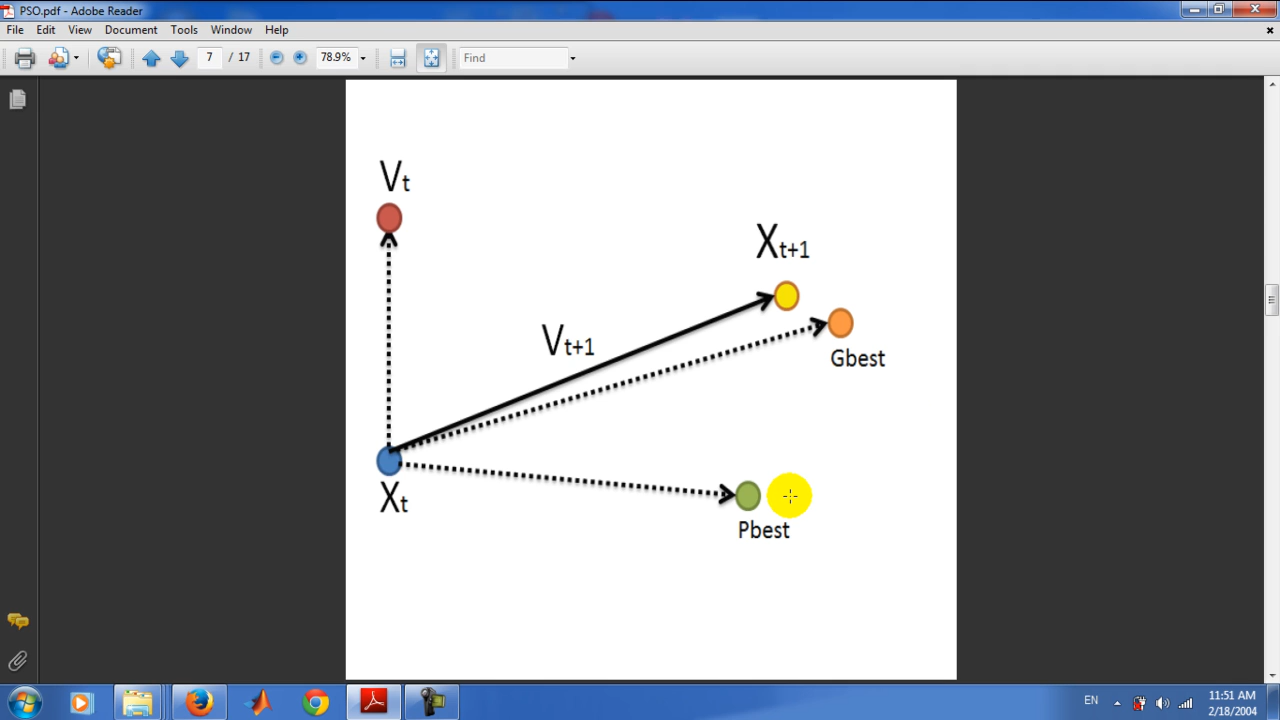 PSO.pdf - Adobe Reader
File Edit View Document Tools Window Help
7 / 17 78.9% Find
Vt
Xt+1
Vt+1
Gbest
Xt
Pbest
EN 11:51 AM
2/18/2004